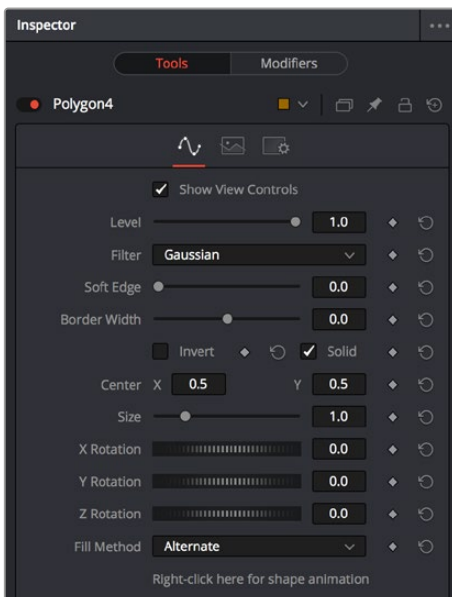 Inspector
Tools Modifiers
Polygon4
Show View Controls
Level 1.0
Filter Gaussian
Soft Edge 0.0
Border Width 0.0
Invert Solid
Center X 0.5 Y 0.5
Size 1.0
X Rotation 0.0
Y Rotation 0.0
Z Rotation 0.0
Fill Method Alternate
Right-click here for shape animation